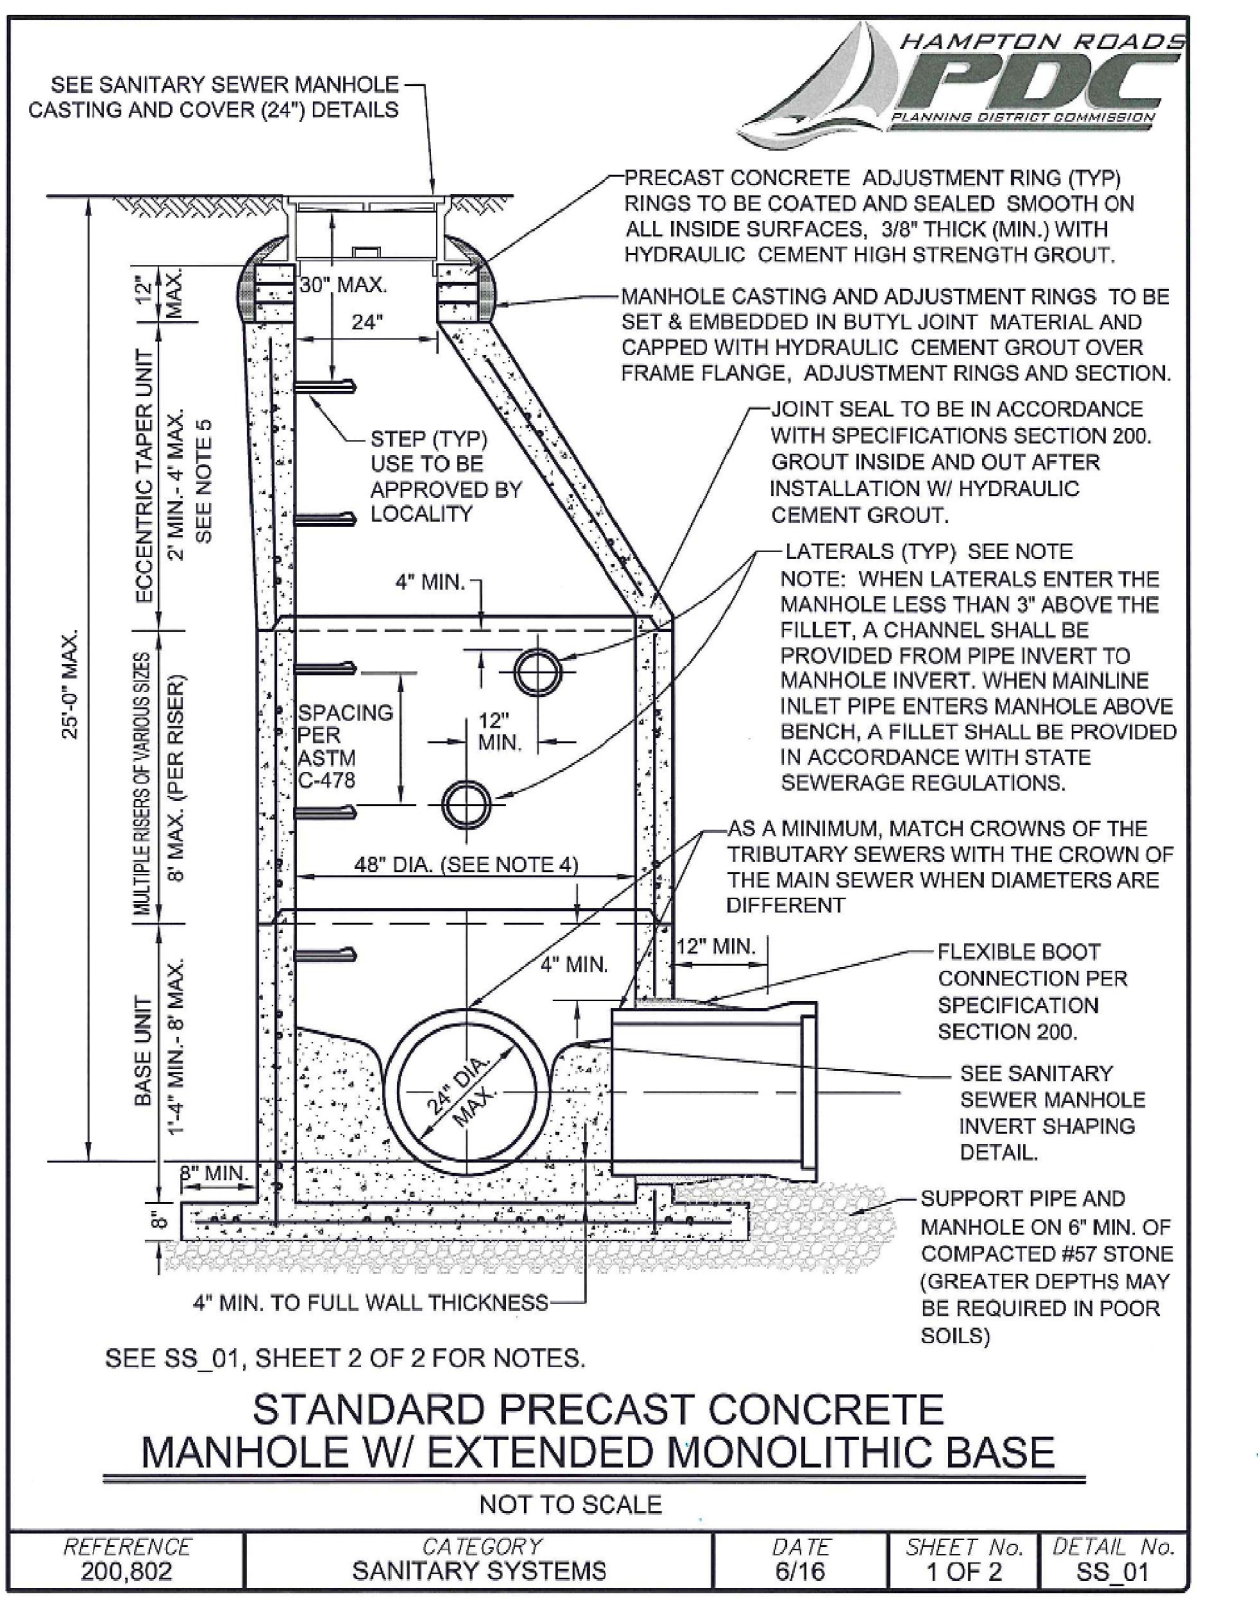 HAMPTON ROADS
PDC
PLANNING DISTRICT COMMISSION
SEE SANITARY SEWER MANHOLE
CASTING AND COVER (24") DETAILS
PRECAST CONCRETE ADJUSTMENT RING (TYP)
RINGS TO BE COATED AND SEALED SMOOTH ON
ALL INSIDE SURFACES, 3/8" THICK (MIN.) WITH
HYDRAULIC CEMENT HIGH STRENGTH GROUT.
MANHOLE CASTING AND ADJUSTMENT RINGS TO BE
SET & EMBEDDED IN BUTYL JOINT MATERIAL AND
CAPPED WITH HYDRAULIC CEMENT GROUT OVER
FRAME FLANGE, ADJUSTMENT RINGS AND SECTION.
JOINT SEAL TO BE IN ACCORDANCE
WITH SPECIFICATIONS SECTION 200.
GROUT INSIDE AND OUT AFTER
INSTALLATION W/ HYDRAULIC
CEMENT GROUT.
LATERALS (TYP) SEE NOTE
NOTE: WHEN LATERALS ENTER THE
MANHOLE LESS THAN 3" ABOVE THE
FILLET, A CHANNEL SHALL BE
PROVIDED FROM PIPE INVERT TO
MANHOLE INVERT. WHEN MAINLINE
INLET PIPE ENTERS MANHOLE ABOVE
BENCH, A FILLET SHALL BE PROVIDED
IN ACCORDANCE WITH STATE
SEWERAGE REGULATIONS.
AS A MINIMUM, MATCH CROWNS OF THE
TRIBUTARY SEWERS WITH THE CROWN OF
THE MAIN SEWER WHEN DIAMETERS ARE
DIFFERENT
12" MIN.
FLEXIBLE BOOT
CONNECTION PER
SPECIFICATION
SECTION 200.
SEE SANITARY
SEWER MANHOLE
INVERT SHAPING
DETAIL.
SUPPORT PIPE AND
MANHOLE ON 6" MIN. OF
COMPACTED #57 STONE
(GREATER DEPTHS MAY
BE REQUIRED IN POOR
SOILS)
12"
MAX.
30" MAX.
24"
STEP (TYP)
USE TO BE
APPROVED BY
LOCALITY
ECCENTRIC TAPER UNIT
2' MIN.- 4' MAX.
SEE NOTE 5
4" MIN.
25'-0" MAX.
MULTIPLE RISERS OF VARIOUS SIZES
8' MAX. (PER RISER)
SPACING
PER
ASTM
C-478
12"
MIN.
48" DIA. (SEE NOTE 4)
4" MIN.
BASE UNIT
1'-4" MIN.- 8' MAX.
24" DIA.
MAX.
8" MIN.
8"
4" MIN. TO FULL WALL THICKNESS
SEE SS_01, SHEET 2 OF 2 FOR NOTES.
STANDARD PRECAST CONCRETE
MANHOLE W/ EXTENDED MONOLITHIC BASE
NOT TO SCALE
REFERENCE
200,802
CATEGORY
SANITARY SYSTEMS
DATE
6/16
SHEET No.
1 OF 2
DETAIL No.
SS_01